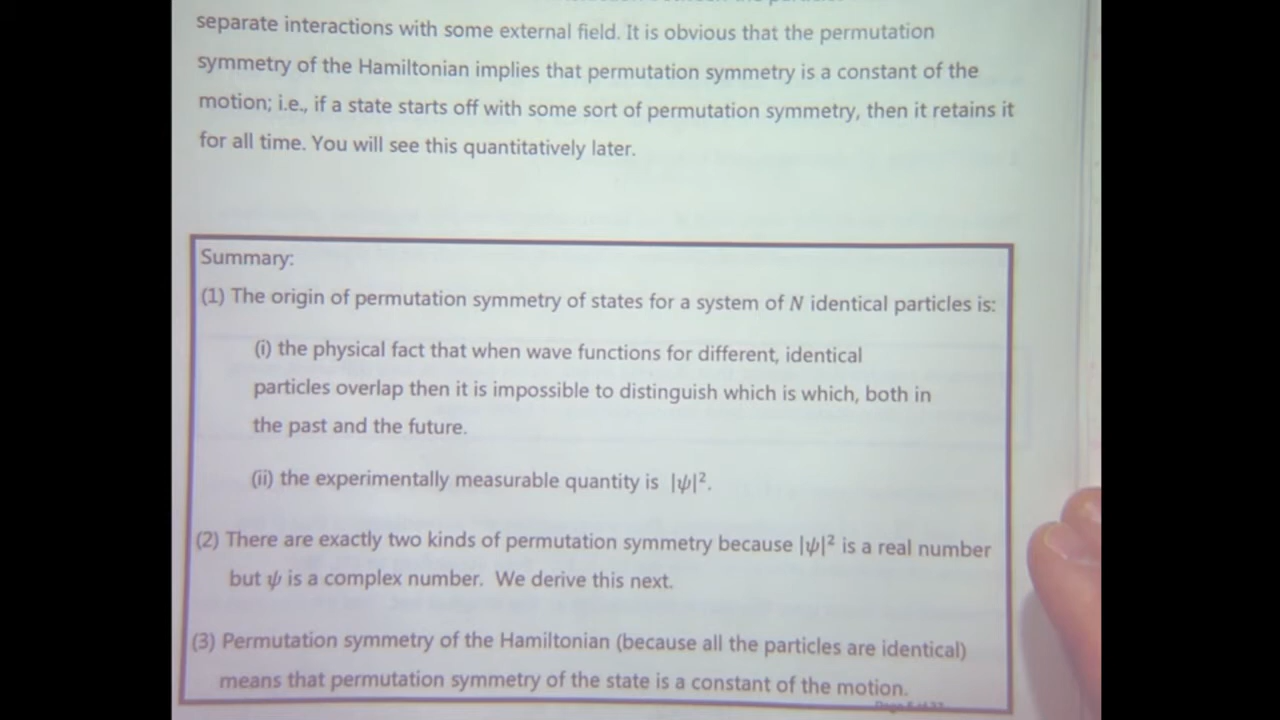 separate interactions with some external field. It is obvious that the permutation
symmetry of the Hamiltonian implies that permutation symmetry is a constant of the
motion; i.e., if a state starts off with some sort of permutation symmetry, then it retains it
for all time. You will see this quantitatively later.
Summary:
(1) The origin of permutation symmetry of states for a system of N identical particles is:
(i) the physical fact that when wave functions for different, identical
particles overlap then it is impossible to distinguish which is which, both in
the past and the future.
(ii) the experimentally measurable quantity is |ψ|².
(2) There are exactly two kinds of permutation symmetry because |ψ|² is a real number
but ψ is a complex number. We derive this next.
(3) Permutation symmetry of the Hamiltonian (because all the particles are identical)
means that permutation symmetry of the state is a constant of the motion.